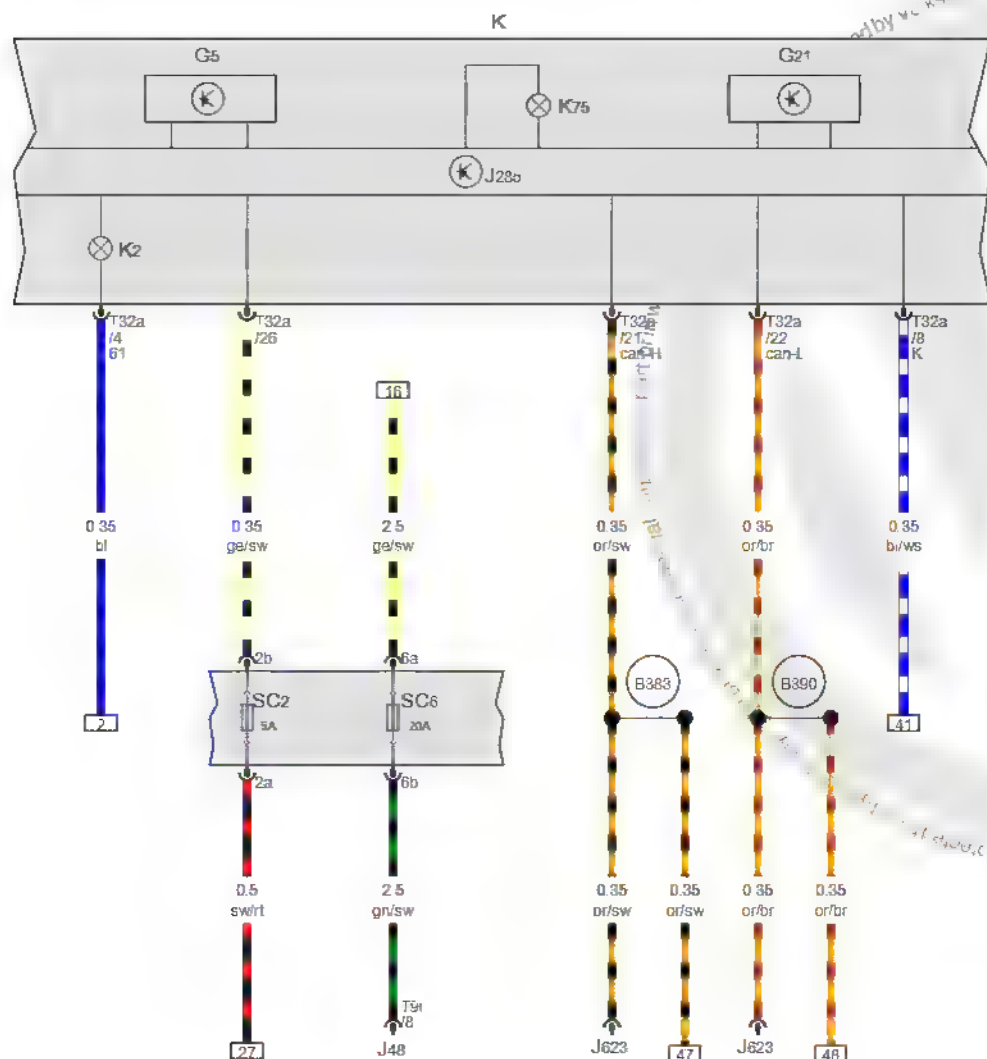 K
G5
K75
G21
J285
K2
T32a
/4
61
T32a
/26
T32a
/21
can-H
T32a
/22
can-L
T32a
/8
K
16
0.35
bl
0.35
ge/sw
2.5
ge/sw
0.35
or/sw
0.35
or/br
0.35
bl/ws
2b
6a
SC2
5A
SC6
20A
B383
B390
2
41
2a
6b
0.5
sw/rt
2.5
gn/sw
0.35
or/sw
0.35
or/sw
0.35
or/br
0.35
or/br
/8
27
J48
J623
47
J623
48